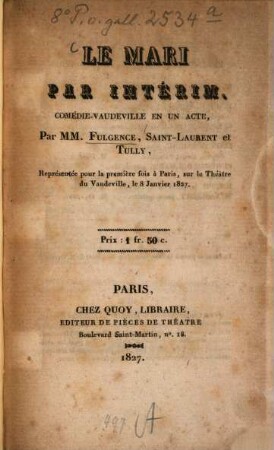 8° P.o. gall. 2534 a
LE MARI
PAR INTÉRIM,
COMÉDIE-VAUDEVILLE EN UN ACTE,
Par MM. FULGENCE, SAINT-LAURENT et
TULLY,
Représentée pour la première fois à Paris, sur le Théâtre
du Vaudeville, le 8 Janvier 1827.
Prix : 1 fr. 50 c.
PARIS,
CHEZ QUOY, LIBRAIRE,
EDITEUR DE PIÈCES DE THÉATRE
Boulevard Saint-Martin, n°. 18.
1827.